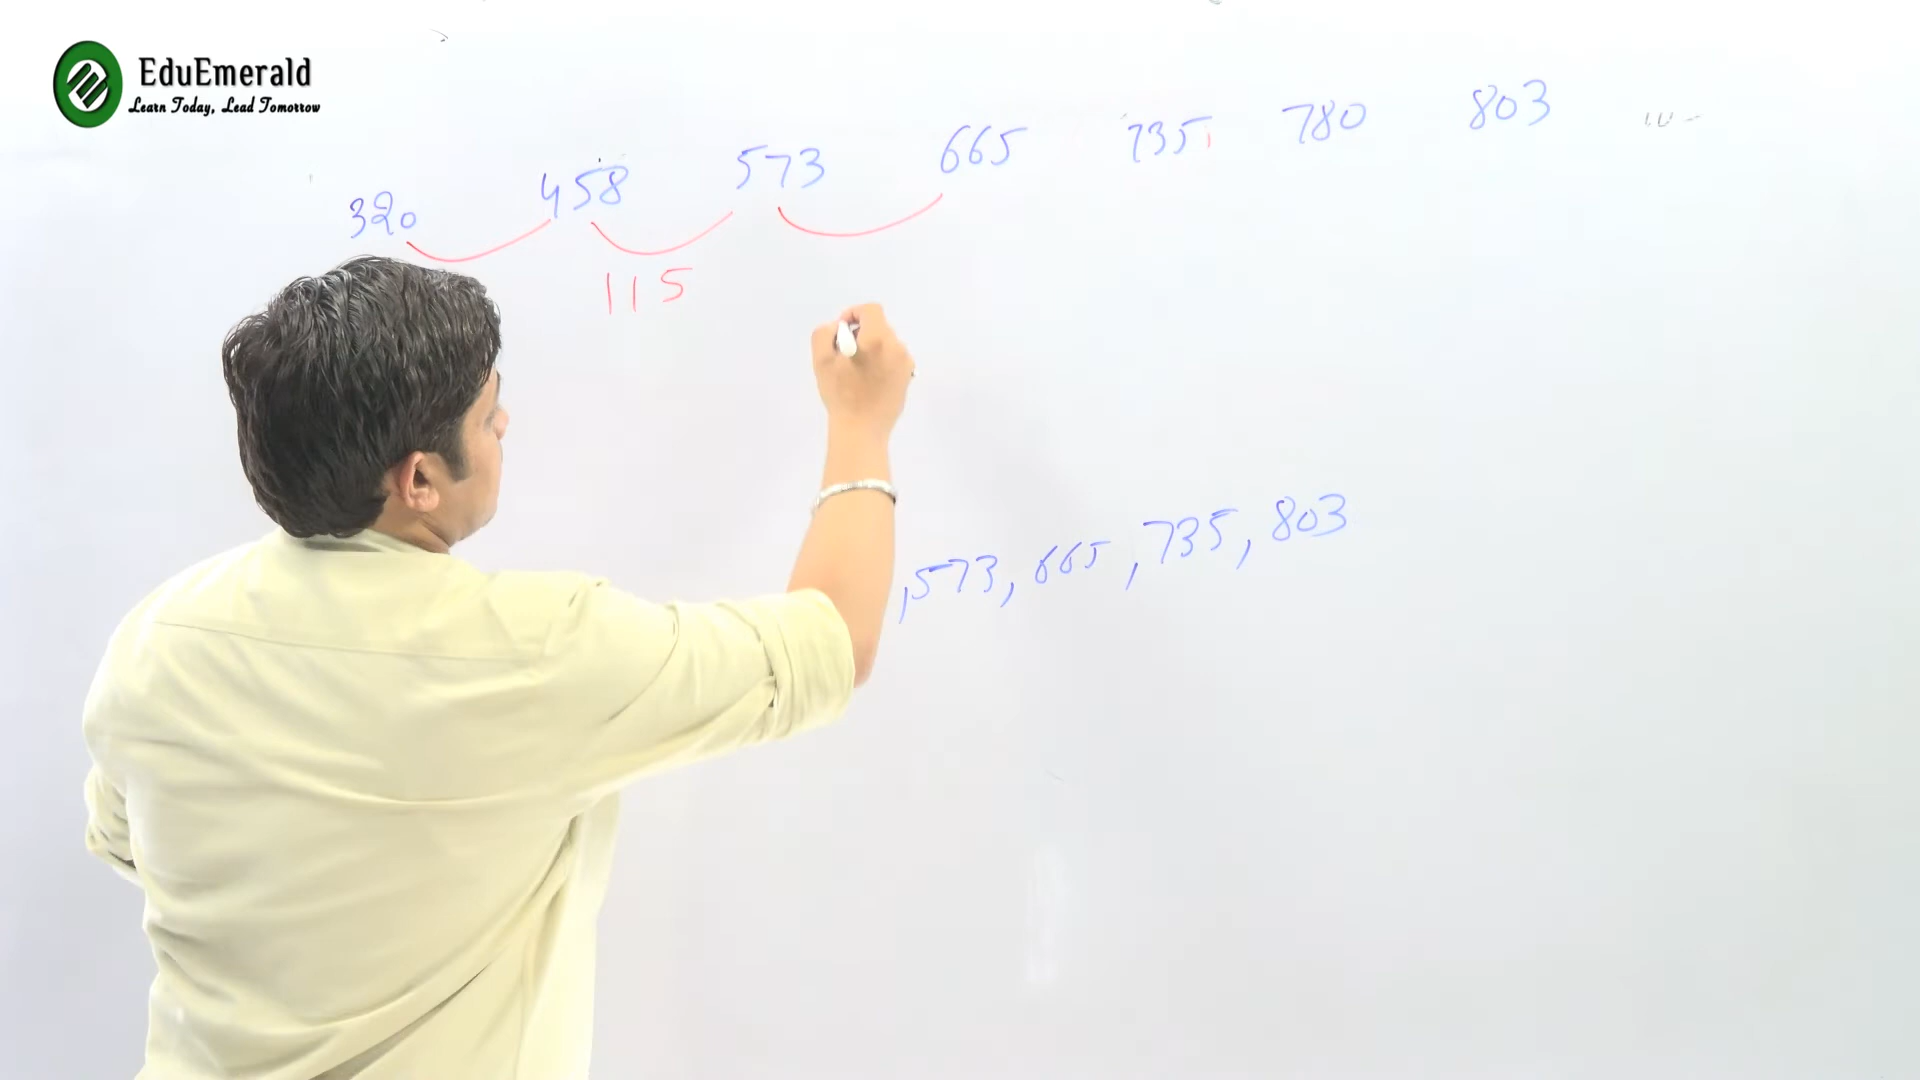 EduEmerald
Learn Today, Lead Tomorrow
320 458 573 665 735 780 803
115
,573, 665, 735, 803